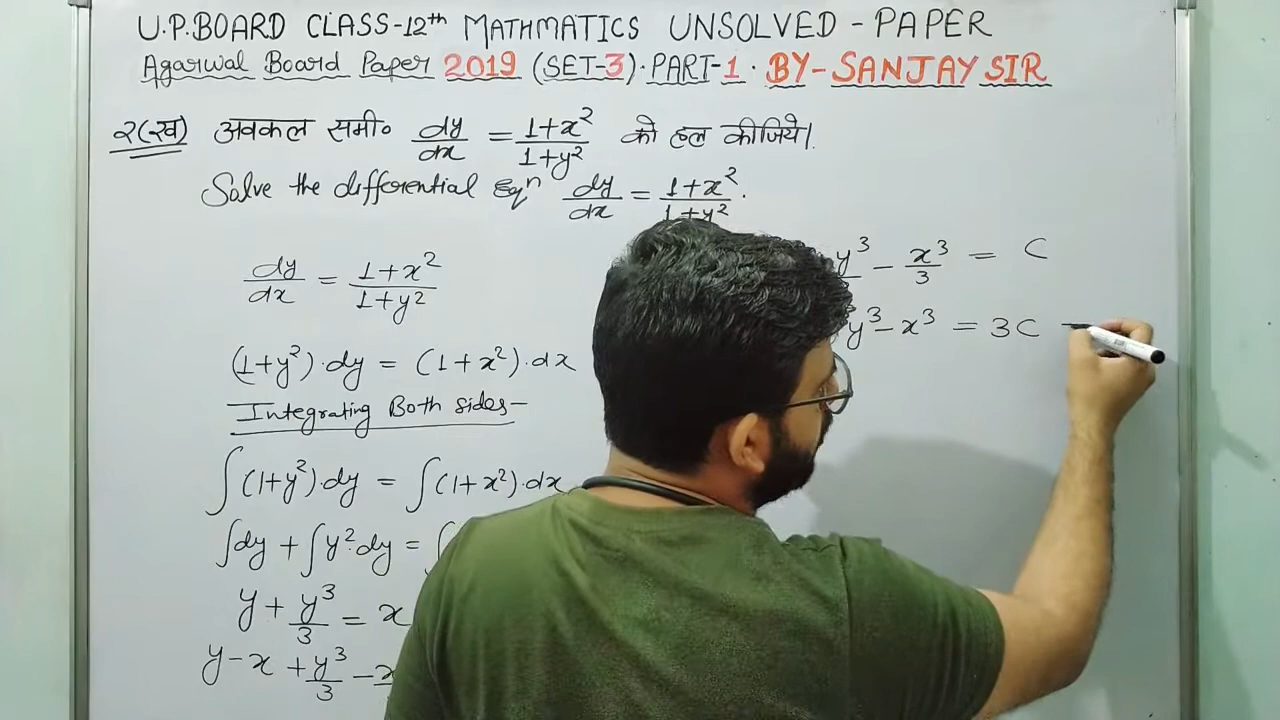 U.P.BOARD CLASS-12th MATHMATICS UNSOLVED - PAPER
Agarwal Board Paper 2019 (SET-3)· PART-1 · BY-SANJAY SIR
२(ख) अवकल समी० dy/dx = 1+x²/1+y² को हल कीजिये।
Solve the differential Eqⁿ dy/dx = 1+x²/1+y² .
dy/dx = 1+x²/1+y²
(1+y²)·dy = (1+x²)·dx
Integrating Both sides-
∫(1+y²)dy = ∫(1+x²)·dx
∫dy + ∫y²·dy = ∫
y + y³/3 = x
y-x + y³/3 - x
y³ - x³/3 = C
y³ - x³ = 3C